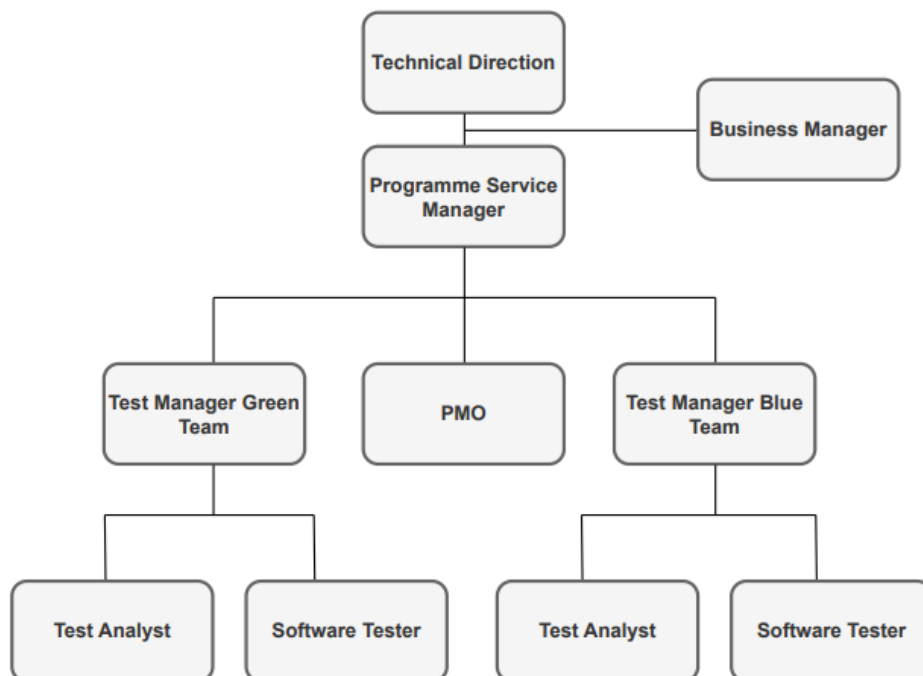 Technical Direction
Business Manager
Programme Service
Manager
Test Manager Green
Team
PMO
Test Manager Blue
Team
Test Analyst
Software Tester
Test Analyst
Software Tester